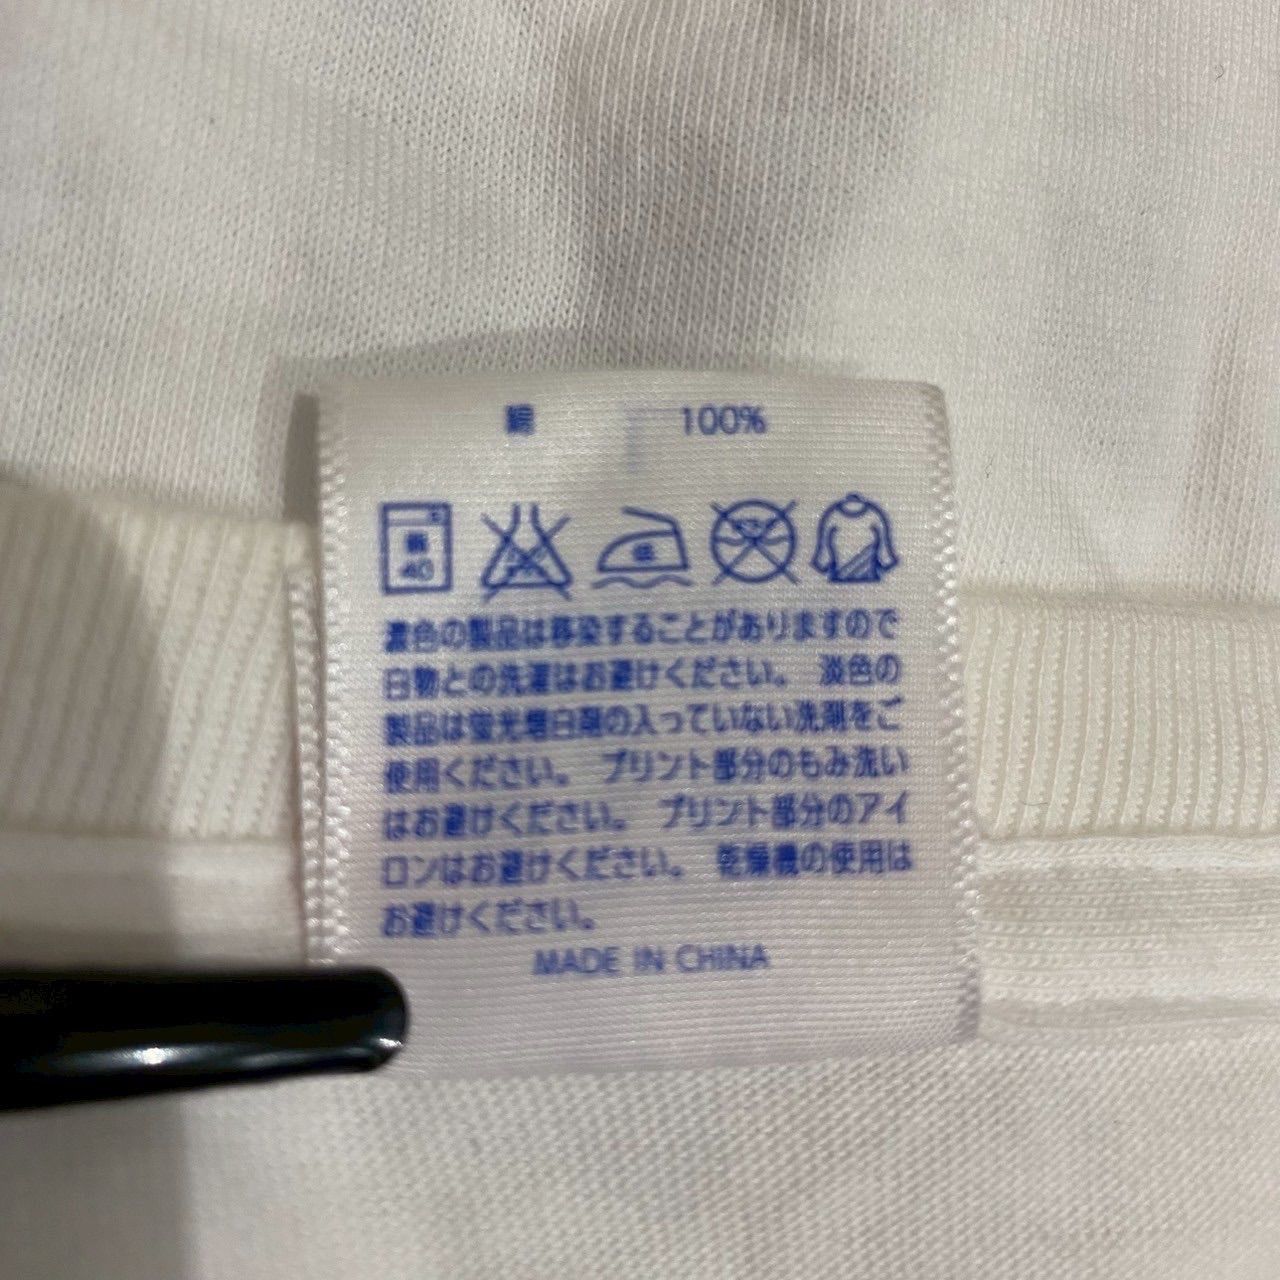 綿 100%
弱 40
低
濃色の製品は移染することがありますので
白物との洗濯はお避けください。 淡色の
製品は蛍光増白剤の入っていない洗剤をご
使用ください。 プリント部分のもみ洗い
はお避けください。 プリント部分のアイ
ロンはお避けください。 乾燥機の使用は
お避けください。
MADE IN CHINA